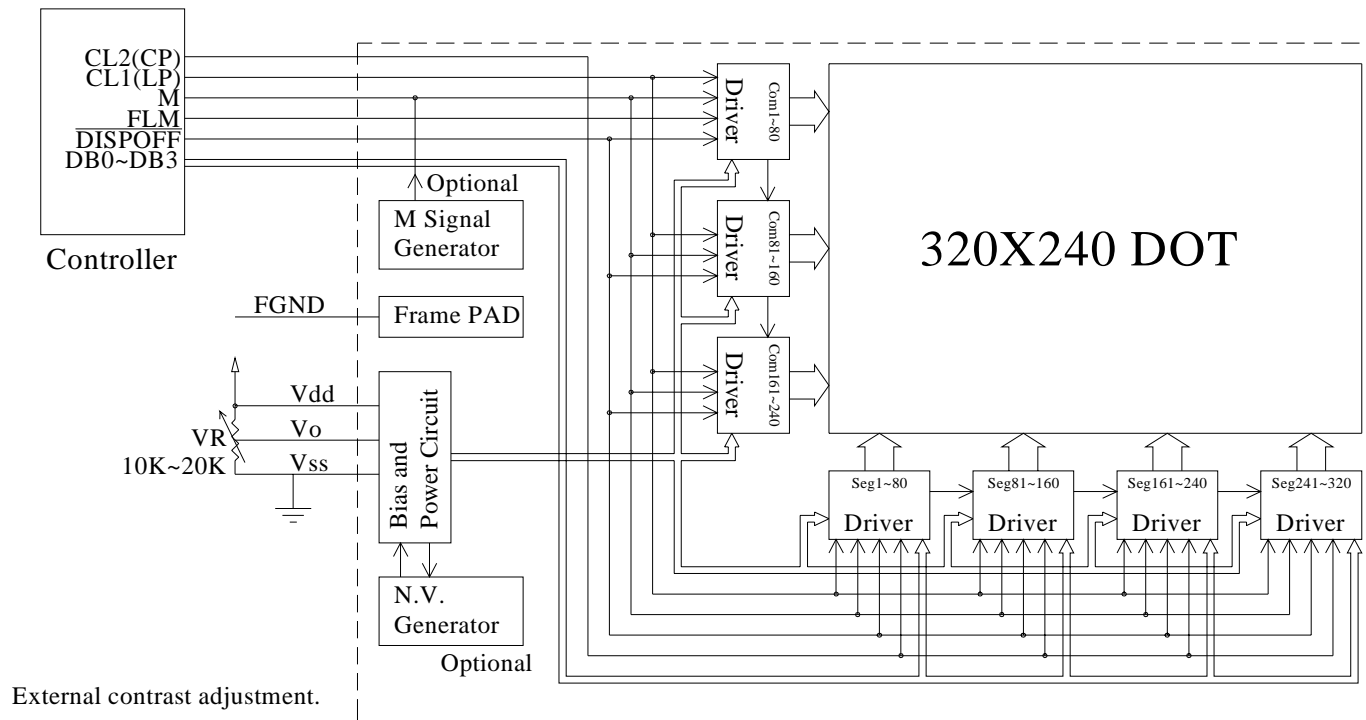 CL2(CP)
CL1(LP)
M
FLM
DISPOFF
DB0~DB3
Controller
Optional
M Signal
Generator
FGND
Frame PAD
Vdd
VR
Vo
10K~20K
Vss
Bias and
Power Circuit
N.V.
Generator
Optional
External contrast adjustment.
Driver
Com1~80
Driver
Com81~160
Driver
Com161~240
320X240 DOT
Seg1~80
Driver
Seg81~160
Driver
Seg161~240
Driver
Seg241~320
Driver